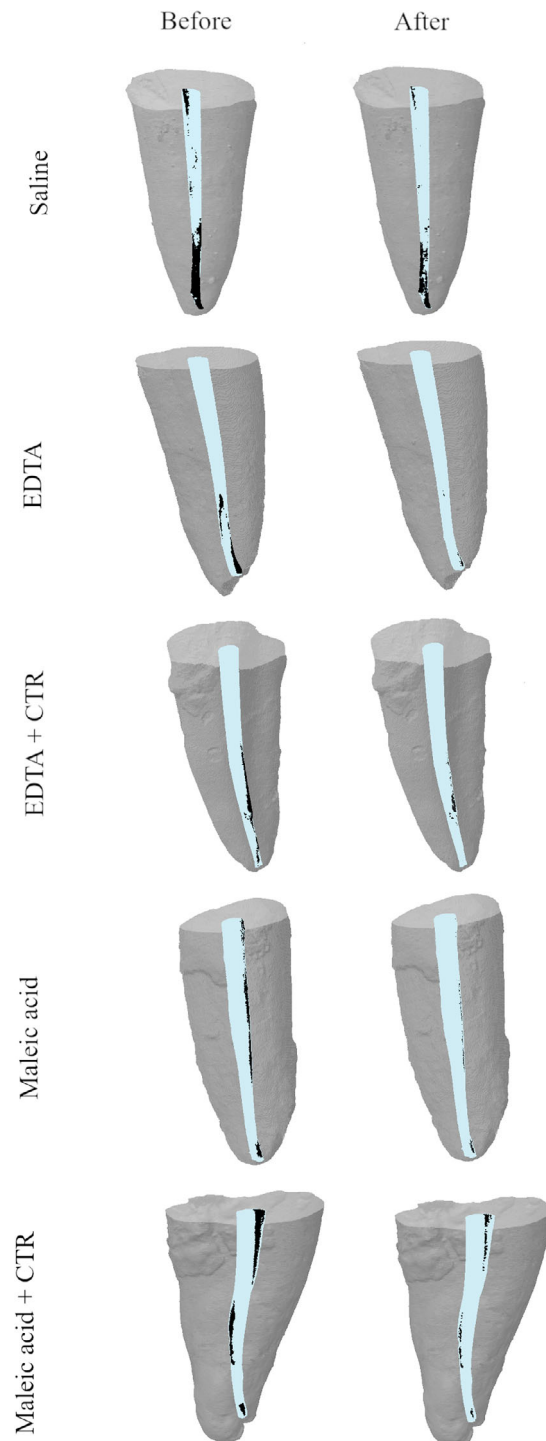 Before After
Saline
EDTA
EDTA + CTR
Maleic acid
Maleic acid + CTR